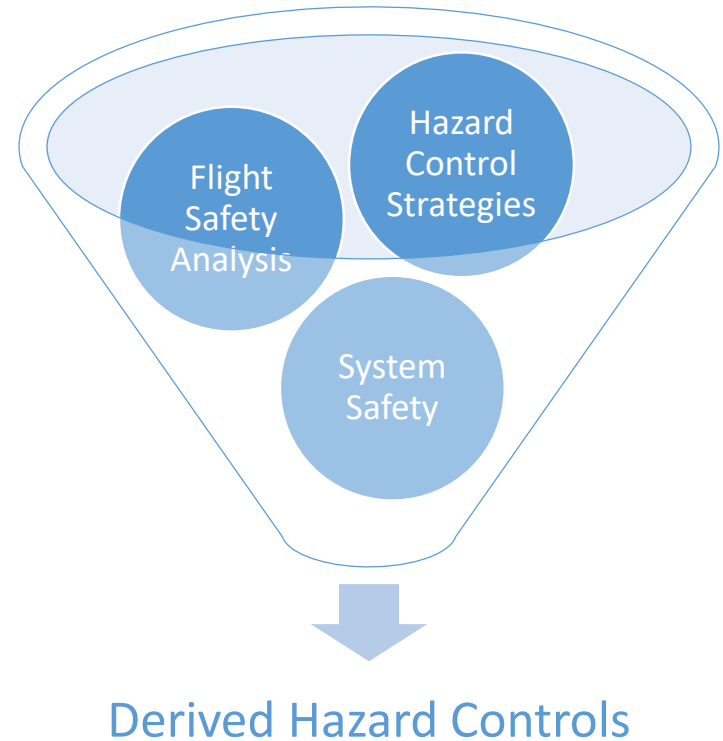 Hazard
Control
Strategies
Flight
Safety
Analysis
System
Safety
Derived Hazard Controls